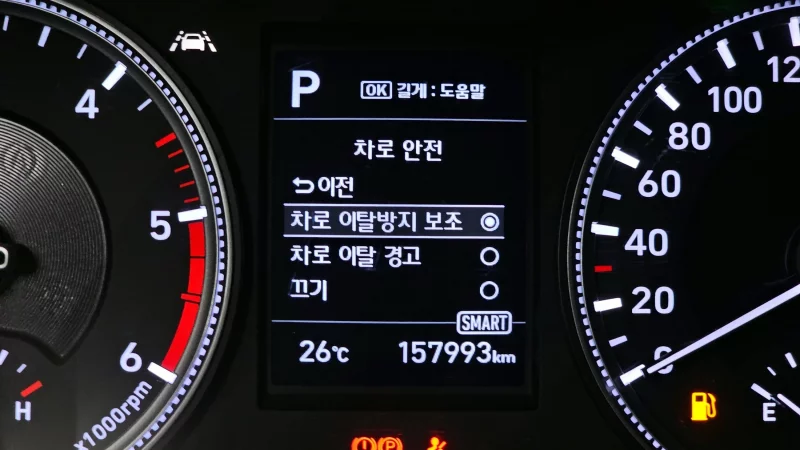 P
OK 길게 : 도움말
차로 안전
이전
차로 이탈방지 보조
차로 이탈 경고
끄기
SMART
26℃ 157993km
4
5
6
x1000rpm
H
12
100
80
60
40
20
0
E
P